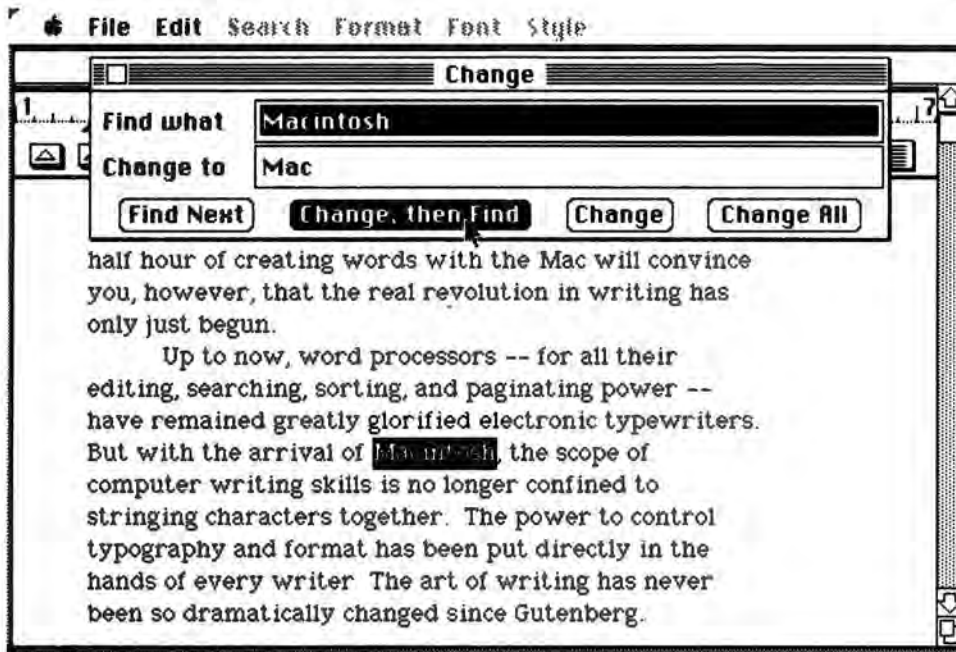 File Edit Search Format Font Style
Change
1 7
Find what Macintosh
Change to Mac
Find Next Change, then Find Change Change All
half hour of creating words with the Mac will convince
you, however, that the real revolution in writing has
only just begun.
Up to now, word processors -- for all their
editing, searching, sorting, and paginating power --
have remained greatly glorified electronic typewriters.
But with the arrival of Macintosh, the scope of
computer writing skills is no longer confined to
stringing characters together. The power to control
typography and format has been put directly in the
hands of every writer The art of writing has never
been so dramatically changed since Gutenberg.